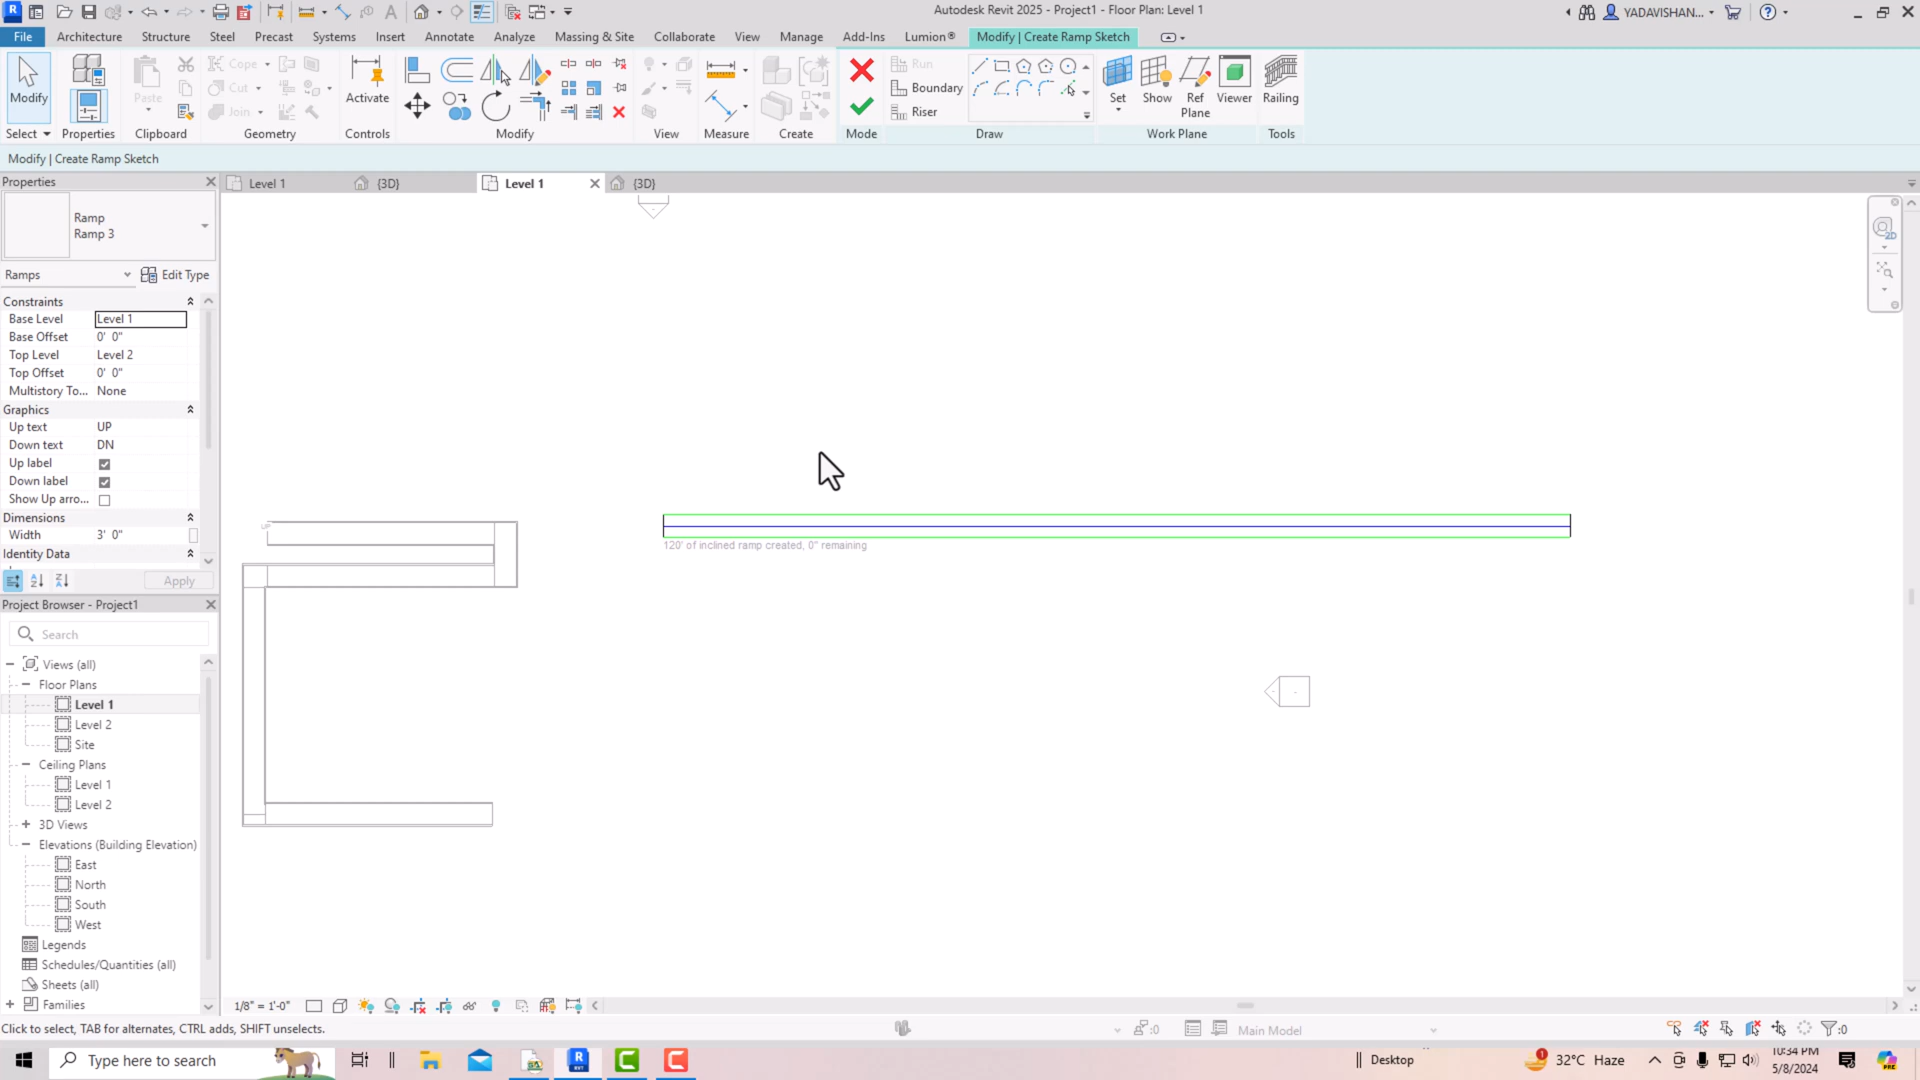 Autodesk Revit 2025 - Project1 - Floor Plan: Level 1
YADAVISHAN...
File Architecture Structure Steel Precast Systems Insert Annotate Analyze Massing & Site Collaborate View Manage Add-Ins Lumion® Modify | Create Ramp Sketch
Modify Paste Cope Cut Join Activate Run Boundary Riser Set Show Ref Plane Viewer Railing
Select Properties Clipboard Geometry Controls Modify View Measure Create Mode Draw Work Plane Tools
Modify | Create Ramp Sketch
Properties
Level 1 {3D} Level 1 {3D}
Ramp
Ramp 3
Ramps Edit Type
Constraints
Base Level Level 1
Base Offset 0' 0"
Top Level Level 2
Top Offset 0' 0"
Multistory To... None
Graphics
Up text UP
Down text DN
Up label
Down label
Show Up arro...
Dimensions
Width 3' 0"
Identity Data
Apply
UP
120' of inclined ramp created, 0" remaining
2D
Project Browser - Project1
Search
Views (all)
Floor Plans
Level 1
Level 2
Site
Ceiling Plans
Level 1
Level 2
3D Views
Elevations (Building Elevation)
East
North
South
West
Legends
Schedules/Quantities (all)
Sheets (all)
Families
1/8" = 1'-0"
Click to select, TAB for alternates, CTRL adds, SHIFT unselects.
:0 Main Model :0
Type here to search
Desktop
1
32°C Haze
10:34 PM
5/8/2024
PRE